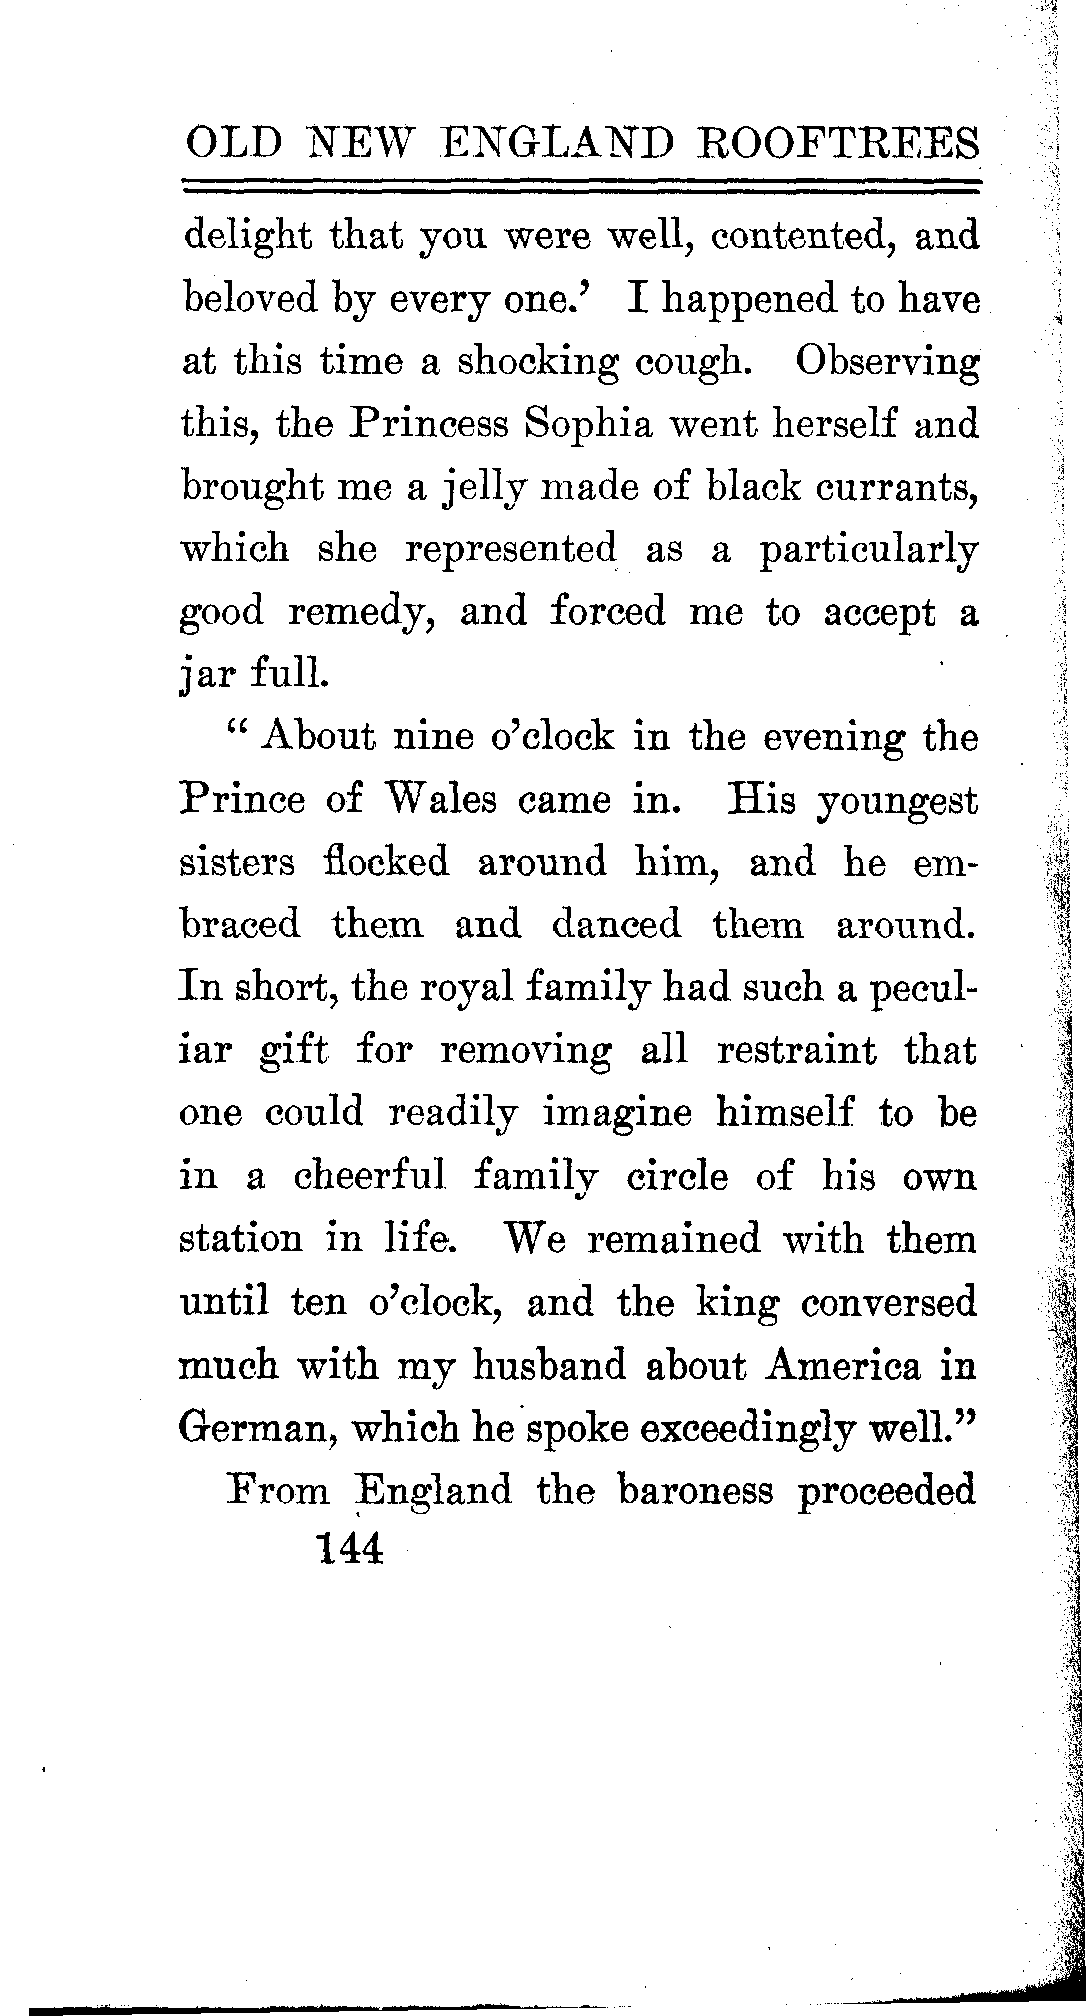 OLD NEW ENGLAND ROOFTREES
delight that you were well, contented, and
beloved by every one.’ I happened to have
at this time a shocking cough. Observing
this, the Princess Sophia went herself and
brought me a jelly made of black currants,
which she represented as a particularly
good remedy, and forced me to accept a
jar full.
“ About nine o’clock in the evening the
Prince of Wales came in. His youngest
sisters flocked around him, and he em-
braced them and danced them around.
In short, the royal family had such a pecul-
iar gift for removing all restraint that
one could readily imagine himself to be
in a cheerful family circle of his own
station in life. We remained with them
until ten o’clock, and the king conversed
much with my husband about America in
German, which he spoke exceedingly well.”
From England the baroness proceeded
144